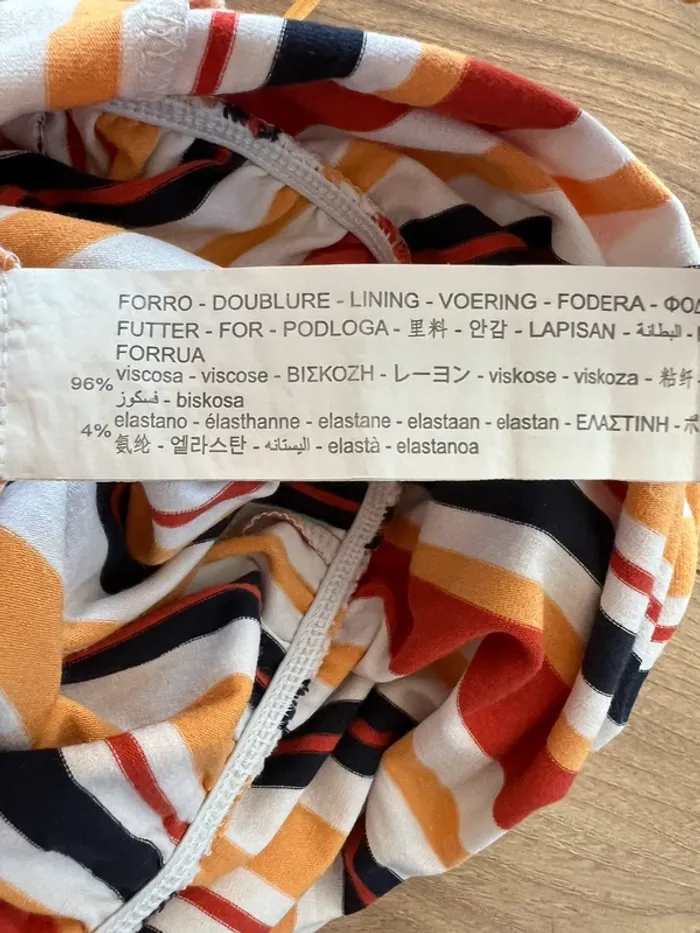 FORRO - DOUBLURE - LINING - VOERING - FODERA -
FUTTER - FOR - PODLOGA - 里料 - 안감 - LAPISAN - البطانة -
FORRUA
96% viscosa - viscose - ΒΙΣΚΟΖΗ - レーヨン - viskose - viskoza - 粘纤 -
فسكوز - biskosa
4% elastano - élasthanne - elastane - elastaan - elastan - ΕΛΑΣΤΙΝΗ -
氨纶 - 엘라스탄 - اليستانه - elastà - elastanoa